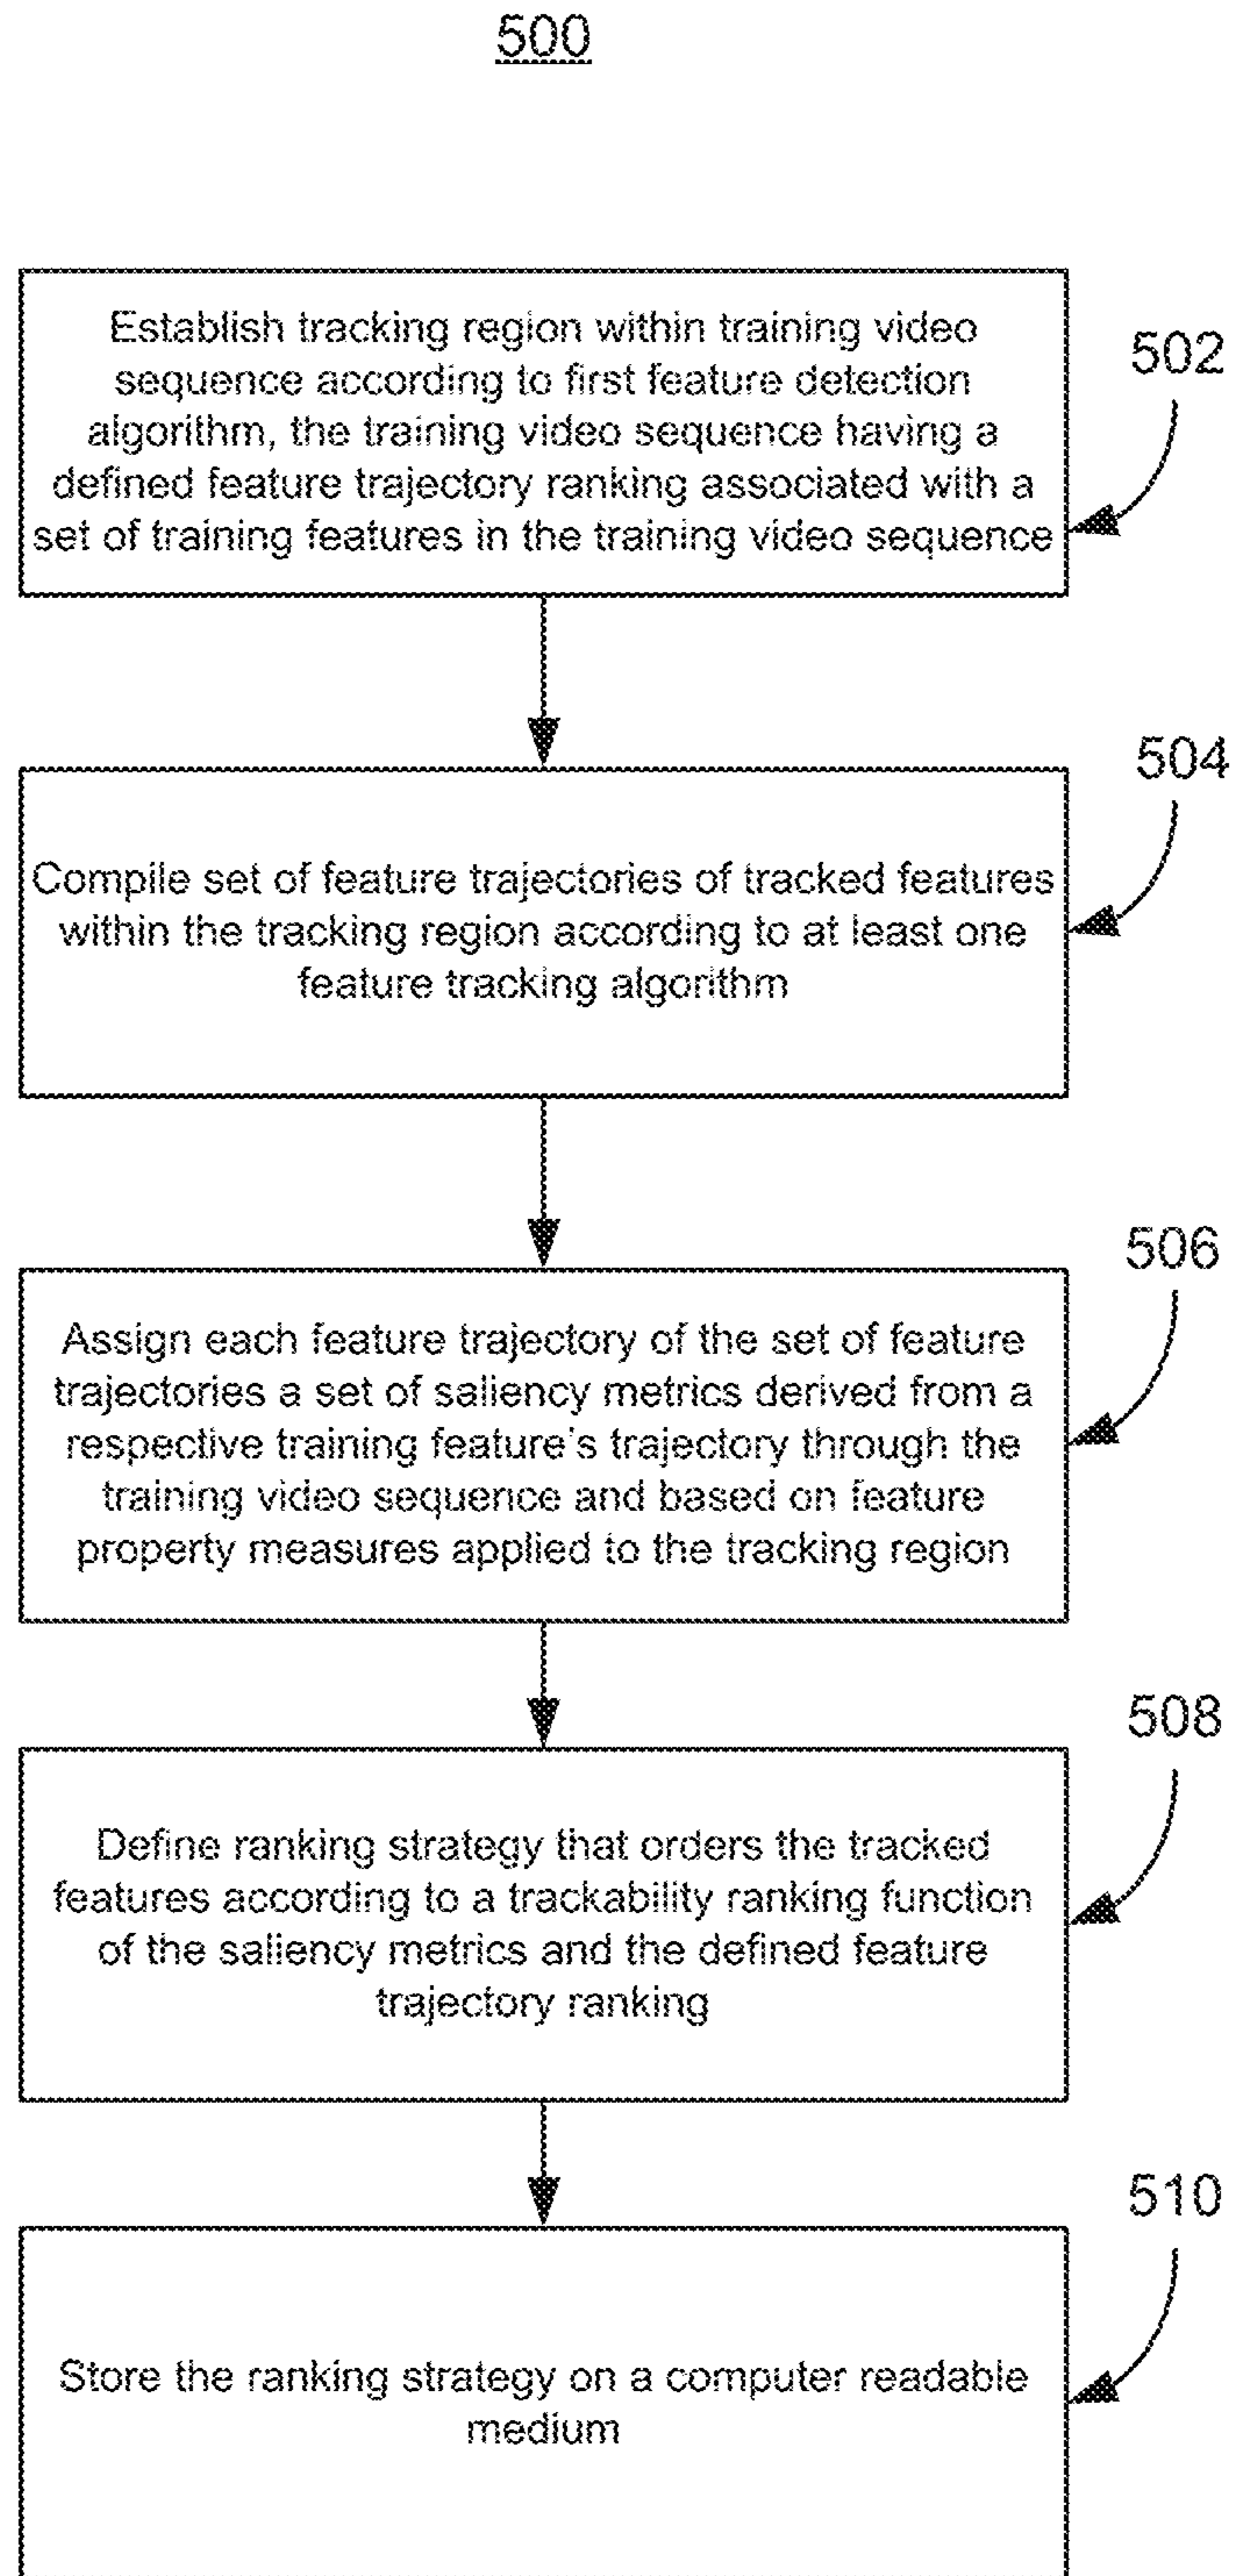 500
Establish tracking region within training video
sequence according to first feature detection
algorithm, the training video sequence having a
defined feature trajectory ranking associated with a
set of training features in the training video sequence
502
Compile set of feature trajectories of tracked features
within the tracking region according to at least one
feature tracking algorithm
504
Assign each feature trajectory of the set of feature
trajectories a set of saliency metrics derived from a
respective training feature's trajectory through the
training video sequence and based on feature
property measures applied to the tracking region
506
Define ranking strategy that orders the tracked
features according to a trackability ranking function
of the saliency metrics and the defined feature
trajectory ranking
508
Store the ranking strategy on a computer readable
medium
510